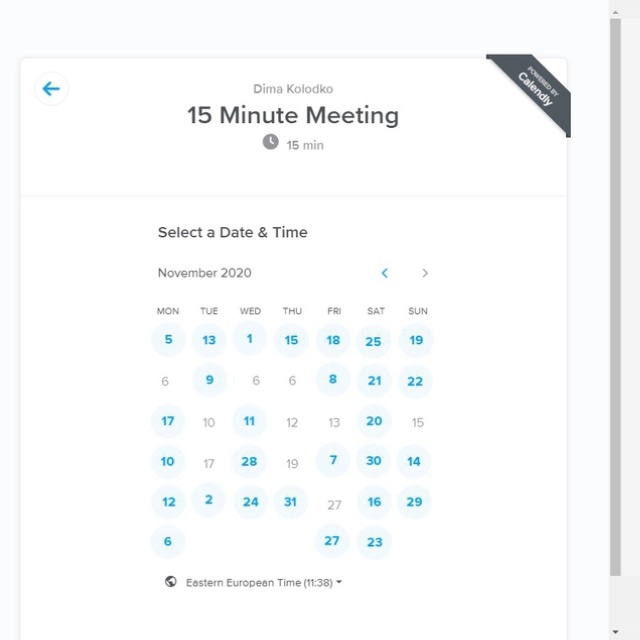 Dima Kolodko
15 Minute Meeting
15 min
POWERED BY
Calendly
Select a Date & Time
November 2020
MON TUE WED THU FRI SAT SUN
5 13 1 15 18 25 19
6 9 6 6 8 21 22
17 10 11 12 13 20 15
10 17 28 19 7 30 14
12 2 24 31 27 16 29
6 27 23
Eastern European Time (11:38)